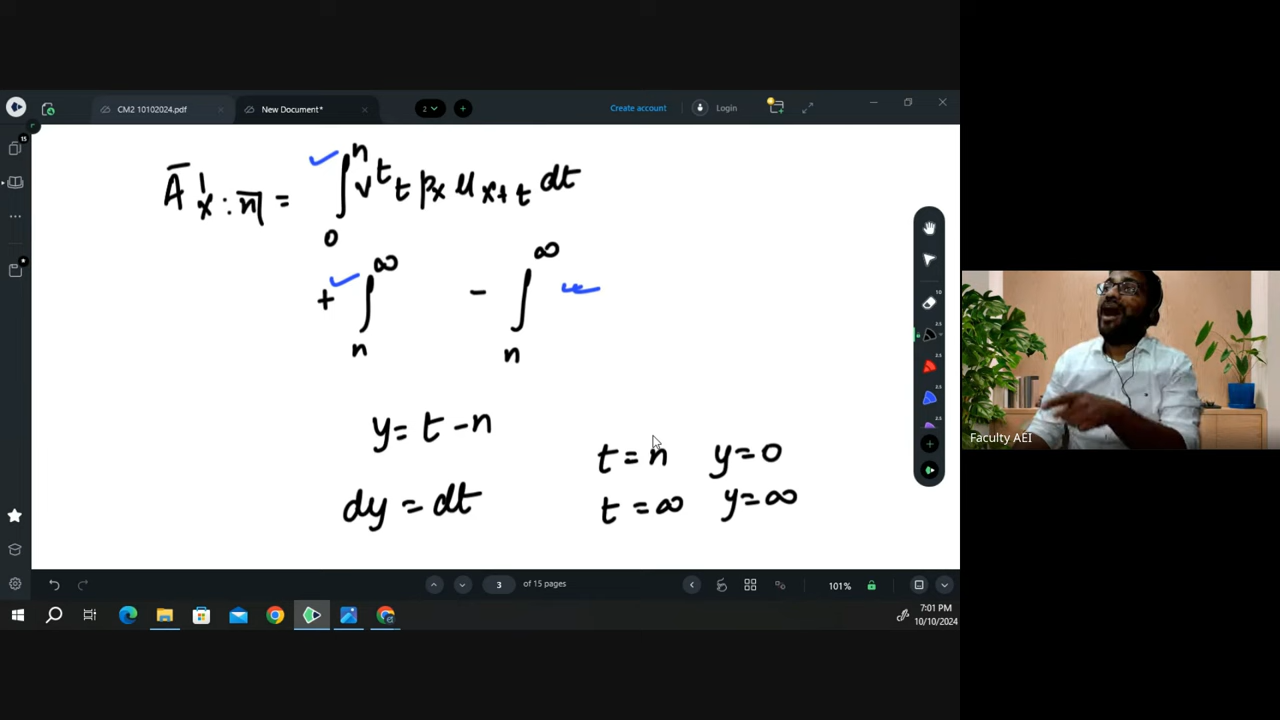 CM2 10102024.pdf
New Document*
2
Create account
Login
Ā¹x:n̅| = ∫₀ⁿ vᵗ ₜpₓ μₓ₊ₜ dt
+ ∫ₙ^∞ - ∫ₙ^∞
y = t - n
t = n y = 0
dy = dt
t = ∞ y = ∞
Faculty AEI
3 of 15 pages
101%
7:01 PM
10/10/2024